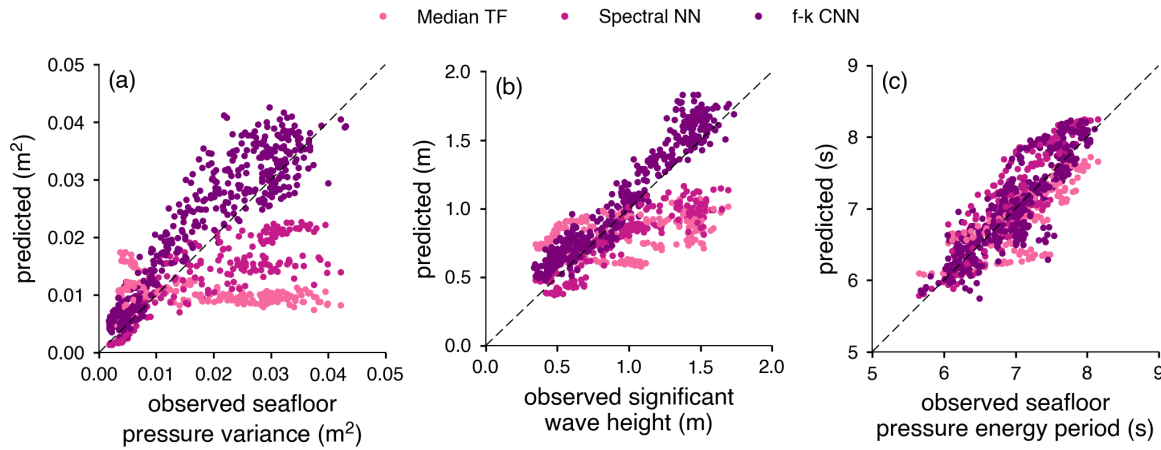 Median TF Spectral NN f-k CNN
(a)
0.05
0.04
0.03
0.02
0.01
0.00
predicted (m²)
0.00 0.01 0.02 0.03 0.04 0.05
observed seafloor
pressure variance (m²)
(b)
2.0
1.5
1.0
0.5
0.0
predicted (m)
0.0 0.5 1.0 1.5 2.0
observed significant
wave height (m)
(c)
9
8
7
6
5
predicted (s)
5 6 7 8 9
observed seafloor
pressure energy period (s)